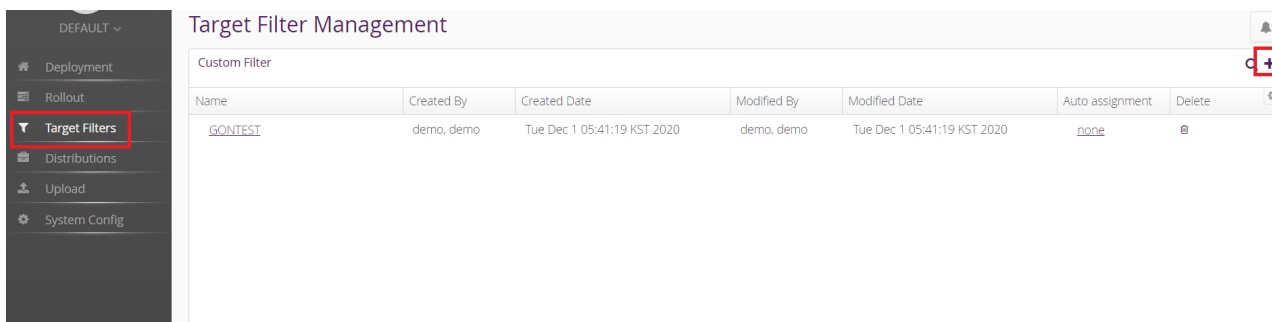 DEFAULT
Target Filter Management
Deployment
Rollout
Target Filters
Distributions
Upload
System Config
Custom Filter
Name Created By Created Date Modified By Modified Date Auto assignment Delete
GONTEST demo, demo Tue Dec 1 05:41:19 KST 2020 demo, demo Tue Dec 1 05:41:19 KST 2020 none